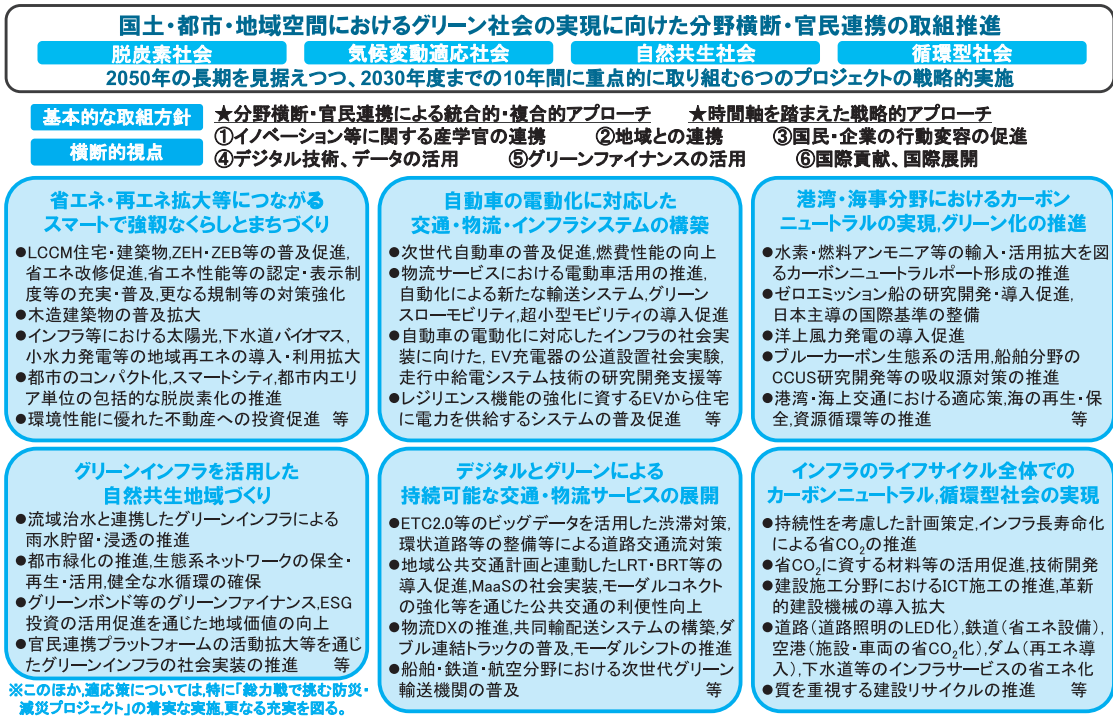 国土・都市・地域空間におけるグリーン社会の実現に向けた分野横断・官民連携の取組推進
脱炭素社会
気候変動適応社会
自然共生社会
循環型社会
2050年の長期を見据えつつ、2030年度までの10年間に重点的に取り組む6つのプロジェクトの戦略的実施
基本的な取組方針
★分野横断・官民連携による統合的・複合的アプローチ ★時間軸を踏まえた戦略的アプローチ
横断的視点
①イノベーション等に関する産学官の連携 ②地域との連携 ③国民・企業の行動変容の促進
④デジタル技術、データの活用 ⑤グリーンファイナンスの活用 ⑥国際貢献、国際展開
省エネ・再エネ拡大等につながる
スマートで強靱なくらしとまちづくり
●LCCM住宅・建築物,ZEH・ZEB等の普及促進,
省エネ改修促進,省エネ性能等の認定・表示制
度等の充実・普及,更なる規制等の対策強化
●木造建築物の普及拡大
●インフラ等における太陽光,下水道バイオマス,
小水力発電等の地域再エネの導入・利用拡大
●都市のコンパクト化,スマートシティ,都市内エリ
ア単位の包括的な脱炭素化の推進
●環境性能に優れた不動産への投資促進 等
自動車の電動化に対応した
交通・物流・インフラシステムの構築
●次世代自動車の普及促進,燃費性能の向上
●物流サービスにおける電動車活用の推進,
自動化による新たな輸送システム,グリーン
スローモビリティ,超小型モビリティの導入促進
●自動車の電動化に対応したインフラの社会実
装に向けた, EV充電器の公道設置社会実験,
走行中給電システム技術の研究開発支援等
●レジリエンス機能の強化に資するEVから住宅
に電力を供給するシステムの普及促進 等
港湾・海事分野におけるカーボン
ニュートラルの実現,グリーン化の推進
●水素・燃料アンモニア等の輸入・活用拡大を図
るカーボンニュートラルポート形成の推進
●ゼロエミッション船の研究開発・導入促進,
日本主導の国際基準の整備
●洋上風力発電の導入促進
●ブルーカーボン生態系の活用,船舶分野の
CCUS研究開発等の吸収源対策の推進
●港湾・海上交通における適応策,海の再生・保
全,資源循環等の推進 等
グリーンインフラを活用した
自然共生地域づくり
●流域治水と連携したグリーンインフラによる
雨水貯留・浸透の推進
●都市緑化の推進,生態系ネットワークの保全・
再生・活用,健全な水循環の確保
●グリーンボンド等のグリーンファイナンス,ESG
投資の活用促進を通じた地域価値の向上
●官民連携プラットフォームの活動拡大等を通じ
たグリーンインフラの社会実装の推進 等
※このほか,適応策については,特に「総力戦で挑む防災・
減災プロジェクト」の着実な実施,更なる充実を図る。
デジタルとグリーンによる
持続可能な交通・物流サービスの展開
●ETC2.0等のビッグデータを活用した渋滞対策,
環状道路等の整備等による道路交通流対策
●地域公共交通計画と連動したLRT・BRT等の
導入促進,MaaSの社会実装,モーダルコネクト
の強化等を通じた公共交通の利便性向上
●物流DXの推進,共同輸配送システムの構築,ダ
ブル連結トラックの普及,モーダルシフトの推進
●船舶・鉄道・航空分野における次世代グリーン
輸送機関の普及 等
インフラのライフサイクル全体での
カーボンニュートラル,循環型社会の実現
●持続性を考慮した計画策定,インフラ長寿命化
による省CO₂の推進
●省CO₂に資する材料等の活用促進,技術開発
●建設施工分野におけるICT施工の推進,革新
的建設機械の導入拡大
●道路(道路照明のLED化),鉄道(省エネ設備),
空港(施設・車両の省CO₂化),ダム(再エネ導
入),下水道等のインフラサービスの省エネ化
●質を重視する建設リサイクルの推進 等